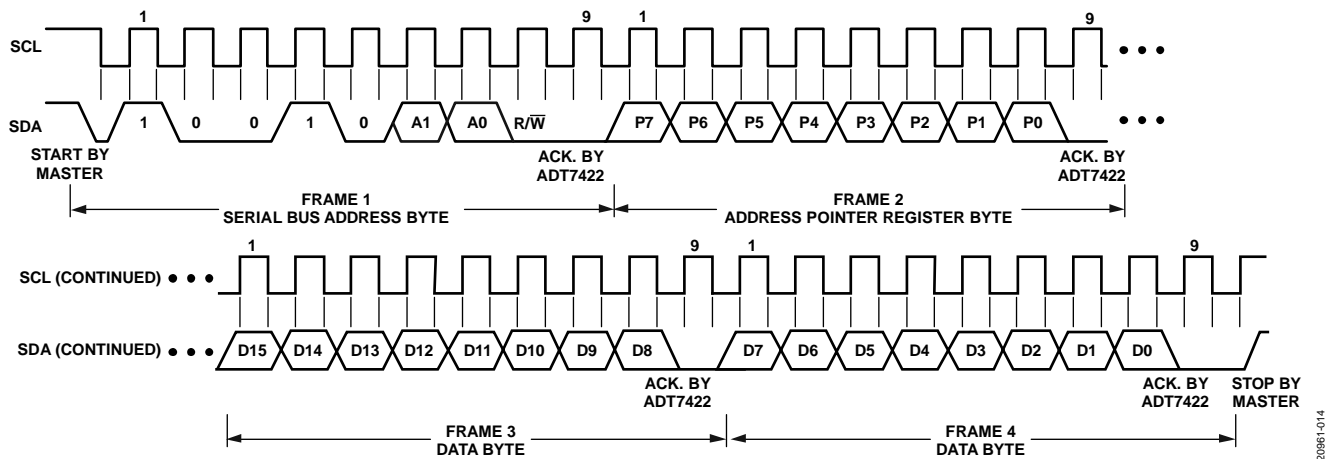 1 9 1 9
SCL
SDA 1 0 0 1 0 A1 A0 R/W̅ P7 P6 P5 P4 P3 P2 P1 P0
START BY MASTER
ACK. BY ADT7422
ACK. BY ADT7422
FRAME 1
SERIAL BUS ADDRESS BYTE
FRAME 2
ADDRESS POINTER REGISTER BYTE
1 9 1 9
SCL (CONTINUED)
SDA (CONTINUED) D15 D14 D13 D12 D11 D10 D9 D8 D7 D6 D5 D4 D3 D2 D1 D0
ACK. BY ADT7422
ACK. BY ADT7422
STOP BY MASTER
FRAME 3
DATA BYTE
FRAME 4
DATA BYTE
20961-014